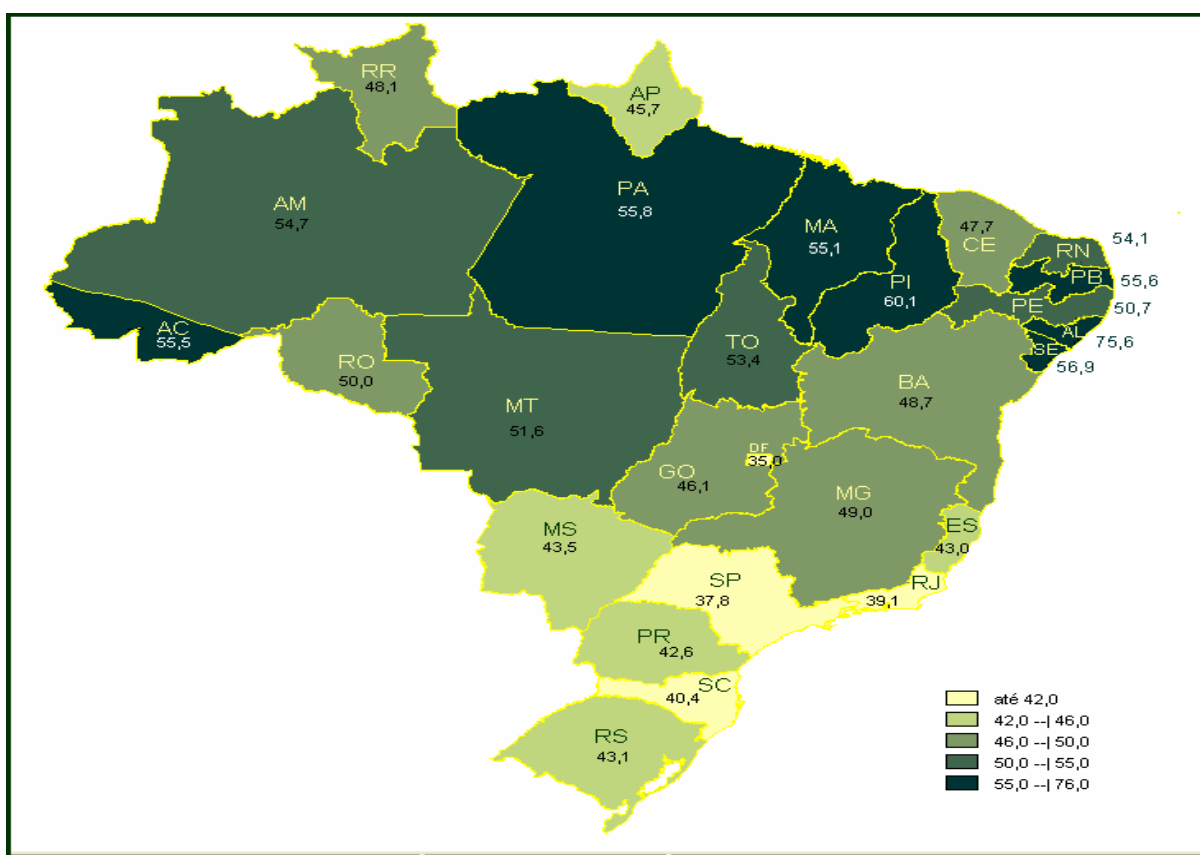 RR
48,1
AP
45,7
AM
54,7
PA
55,8
MA
55,1
47,7
CE
RN
54,1
PI
60,1
PB
55,6
PE
50,7
AL
75,6
SE
56,9
AC
55,5
RO
50,0
TO
53,4
BA
48,7
MT
51,6
DF
35,0
GO
46,1
MG
49,0
MS
43,5
ES
43,0
SP
37,8
RJ
39,1
PR
42,6
SC
40,4
RS
43,1
até 42,0
42,0 --| 46,0
46,0 --| 50,0
50,0 --| 55,0
55,0 --| 76,0